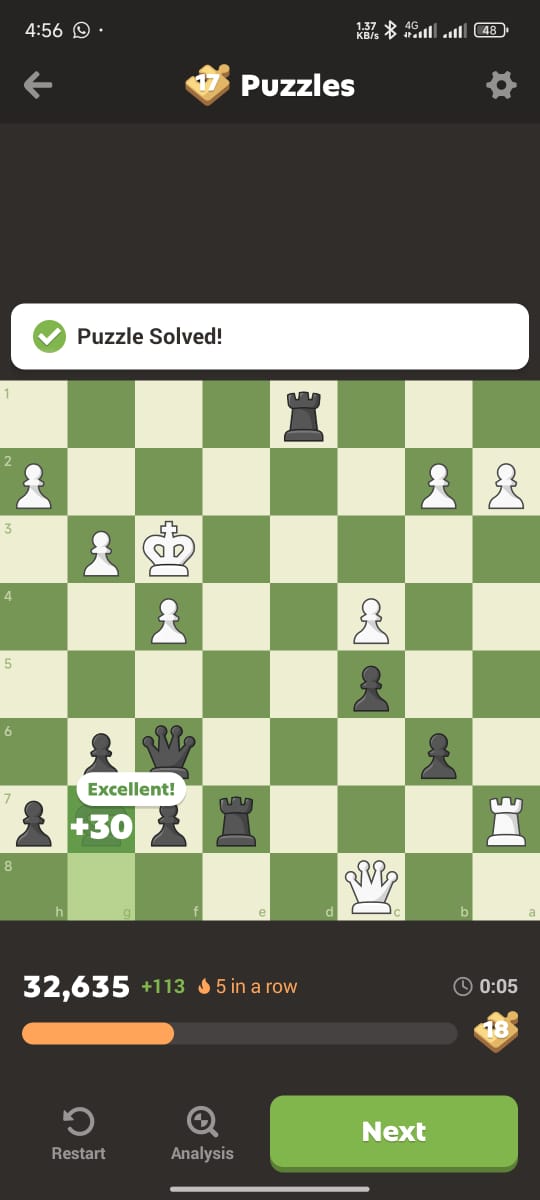 4:56 1.37 KB/s 4G 48
17 Puzzles
Puzzle Solved!
1
2
3
4
5
6
Excellent!
7 +30
8
h g f e d c b a
32,635 +113 5 in a row 0:05
18
Restart Analysis Next